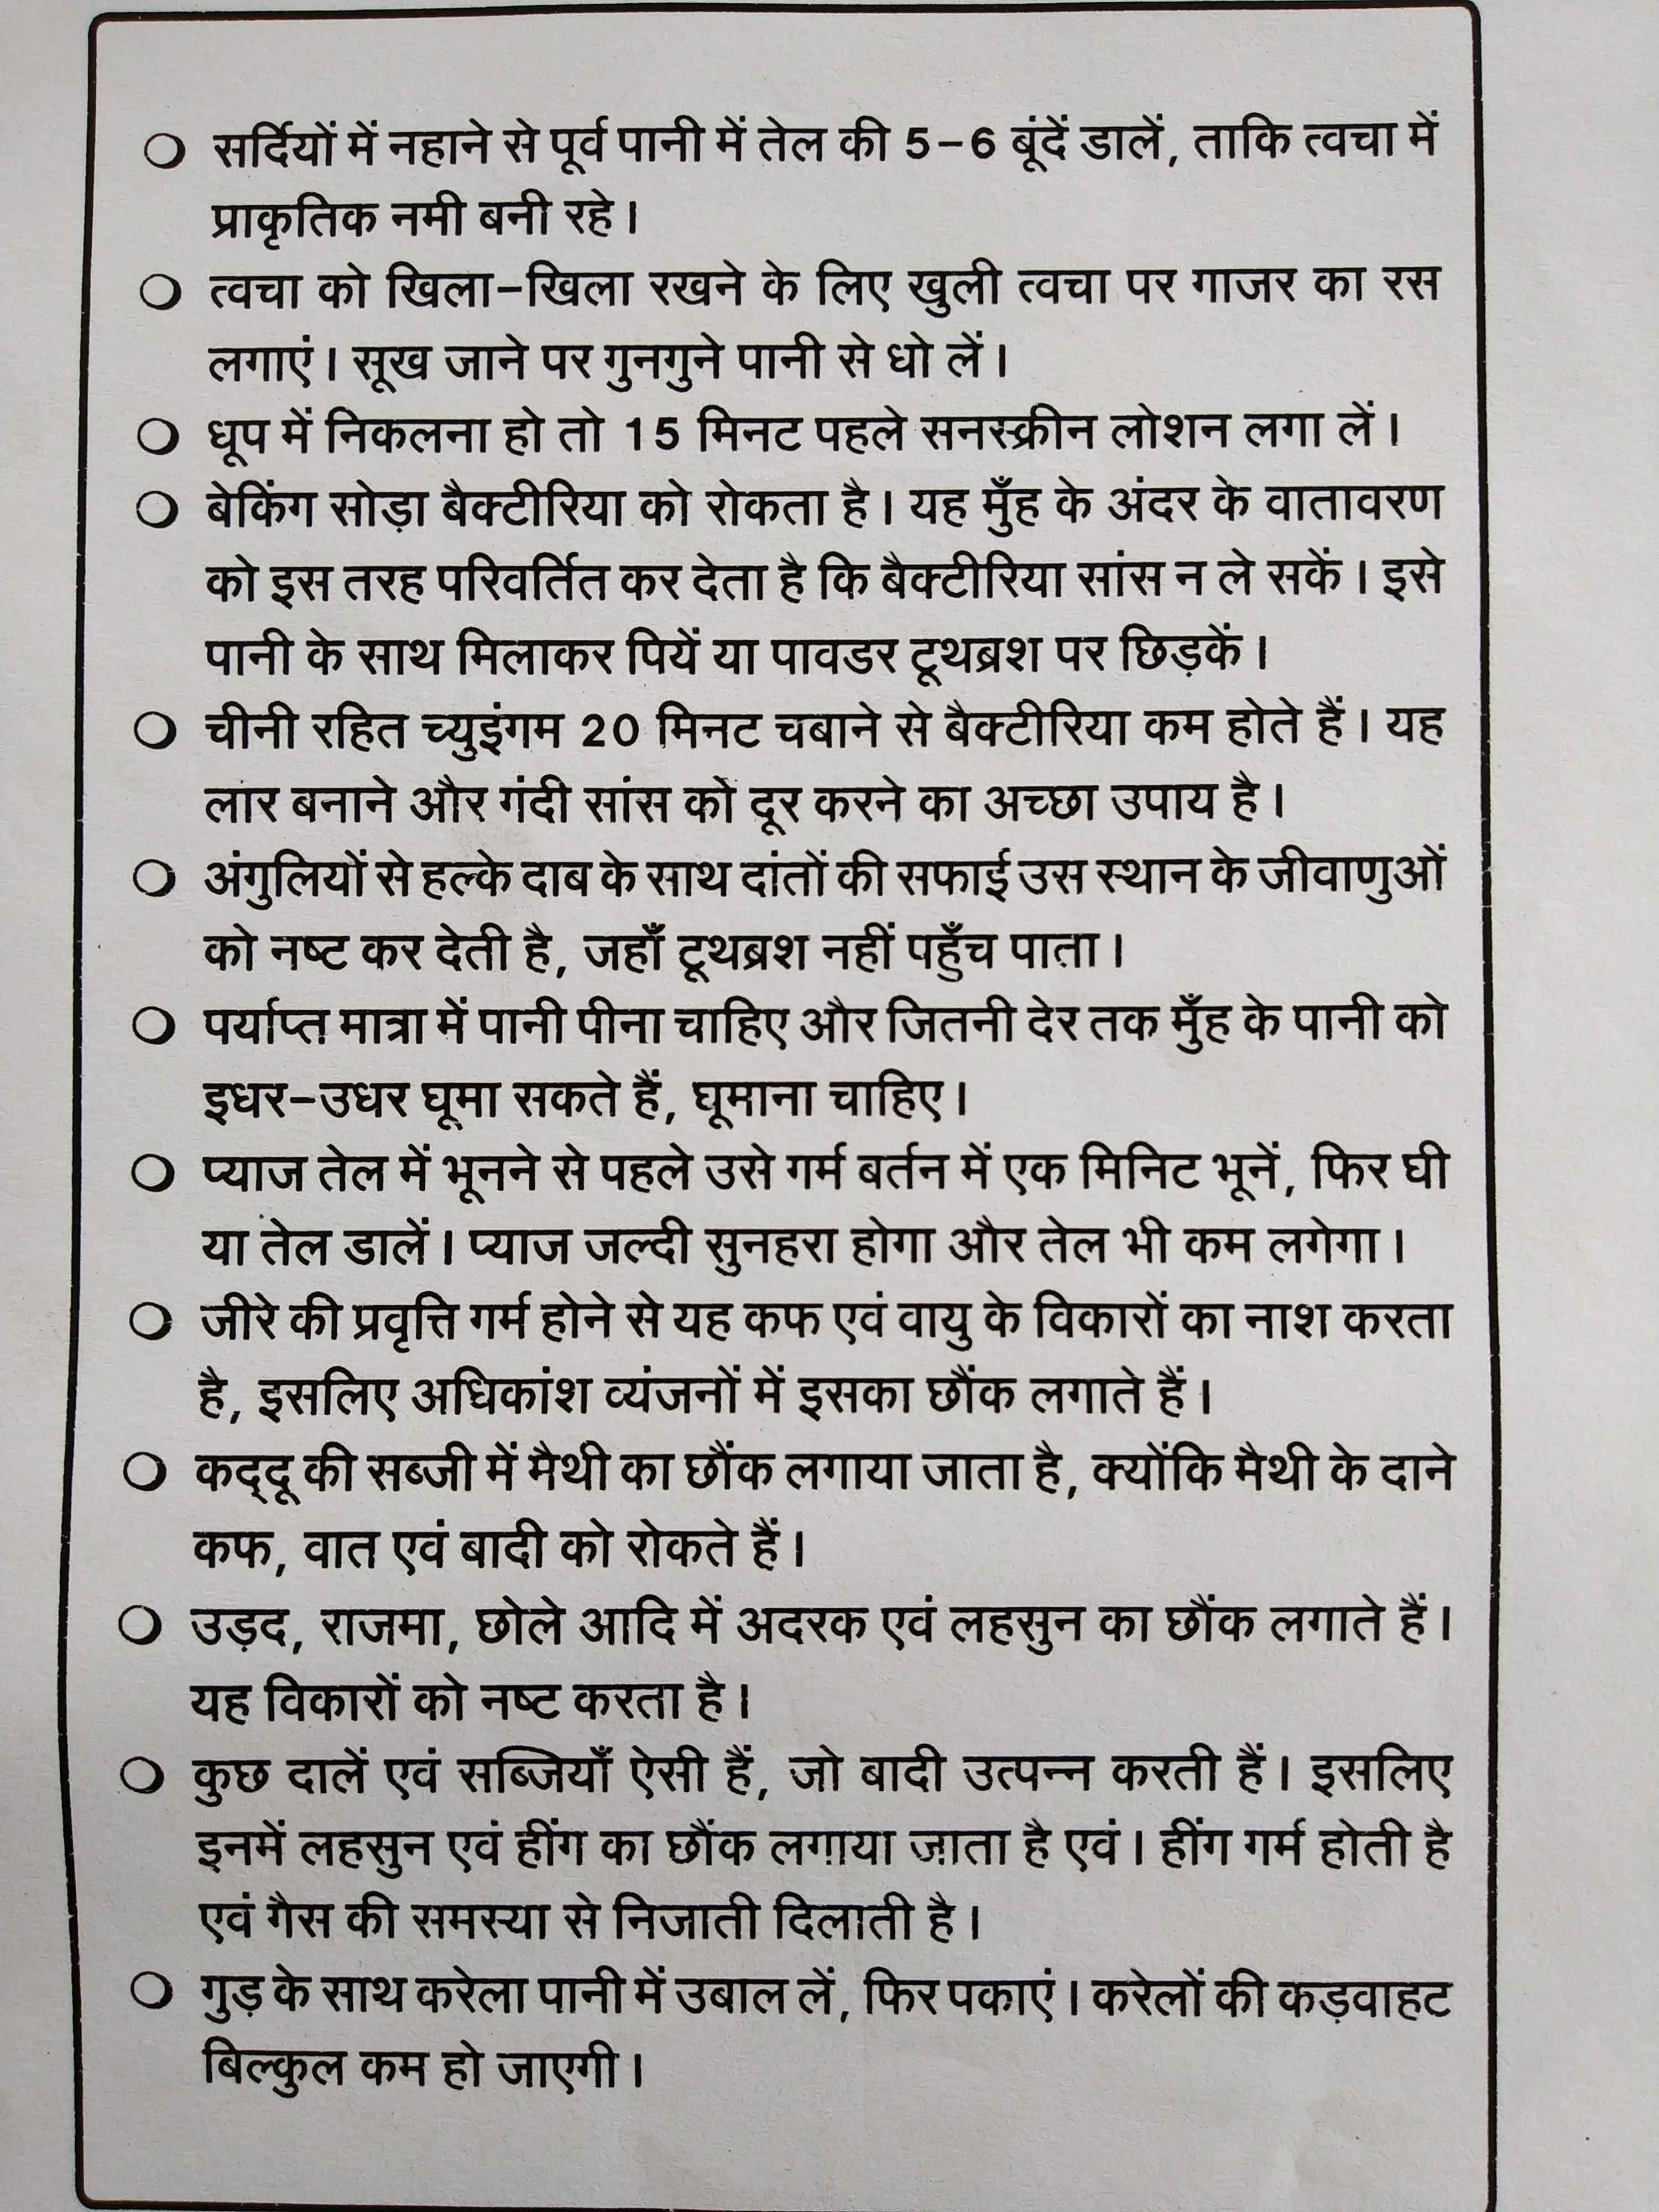 ○ सर्दियों में नहाने से पूर्व पानी में तेल की 5-6 बूंदें डालें, ताकि त्वचा में
प्राकृतिक नमी बनी रहे।
○ त्वचा को खिला-खिला रखने के लिए खुली त्वचा पर गाजर का रस
लगाएं। सूख जाने पर गुनगुने पानी से धो लें।
○ धूप में निकलना हो तो 15 मिनट पहले सनस्क्रीन लोशन लगा लें।
○ बेकिंग सोड़ा बैक्टीरिया को रोकता है। यह मुँह के अंदर के वातावरण
को इस तरह परिवर्तित कर देता है कि बैक्टीरिया सांस न ले सकें। इसे
पानी के साथ मिलाकर पियें या पावडर टूथब्रश पर छिड़कें।
○ चीनी रहित च्युइंगम 20 मिनट चबाने से बैक्टीरिया कम होते हैं। यह
लार बनाने और गंदी सांस को दूर करने का अच्छा उपाय है।
○ अंगुलियों से हल्के दाब के साथ दांतों की सफाई उस स्थान के जीवाणुओं
को नष्ट कर देती है, जहाँ टूथब्रश नहीं पहुँच पाता।
○ पर्याप्त मात्रा में पानी पीना चाहिए और जितनी देर तक मुँह के पानी को
इधर-उधर घूमा सकते हैं, घूमाना चाहिए।
○ प्याज तेल में भूनने से पहले उसे गर्म बर्तन में एक मिनिट भूनें, फिर घी
या तेल डालें। प्याज जल्दी सुनहरा होगा और तेल भी कम लगेगा।
○ जीरे की प्रवृत्ति गर्म होने से यह कफ एवं वायु के विकारों का नाश करता
है, इसलिए अधिकांश व्यंजनों में इसका छौंक लगाते हैं।
○ कद्‌दू की सब्जी में मैथी का छौंक लगाया जाता है, क्योंकि मैथी के दाने
कफ, वात एवं बादी को रोकते हैं।
○ उड़द, राजमा, छोले आदि में अदरक एवं लहसुन का छौंक लगाते हैं।
यह विकारों को नष्ट करता है।
○ कुछ दालें एवं सब्जियाँ ऐसी हैं, जो बादी उत्पन्न करती हैं। इसलिए
इनमें लहसुन एवं हींग का छौंक लगाया जाता है एवं। हींग गर्म होती है
एवं गैस की समस्या से निजाती दिलाती है।
○ गुड़ के साथ करेला पानी में उबाल लें, फिर पकाएं। करेलों की कड़वाहट
बिल्कुल कम हो जाएगी।